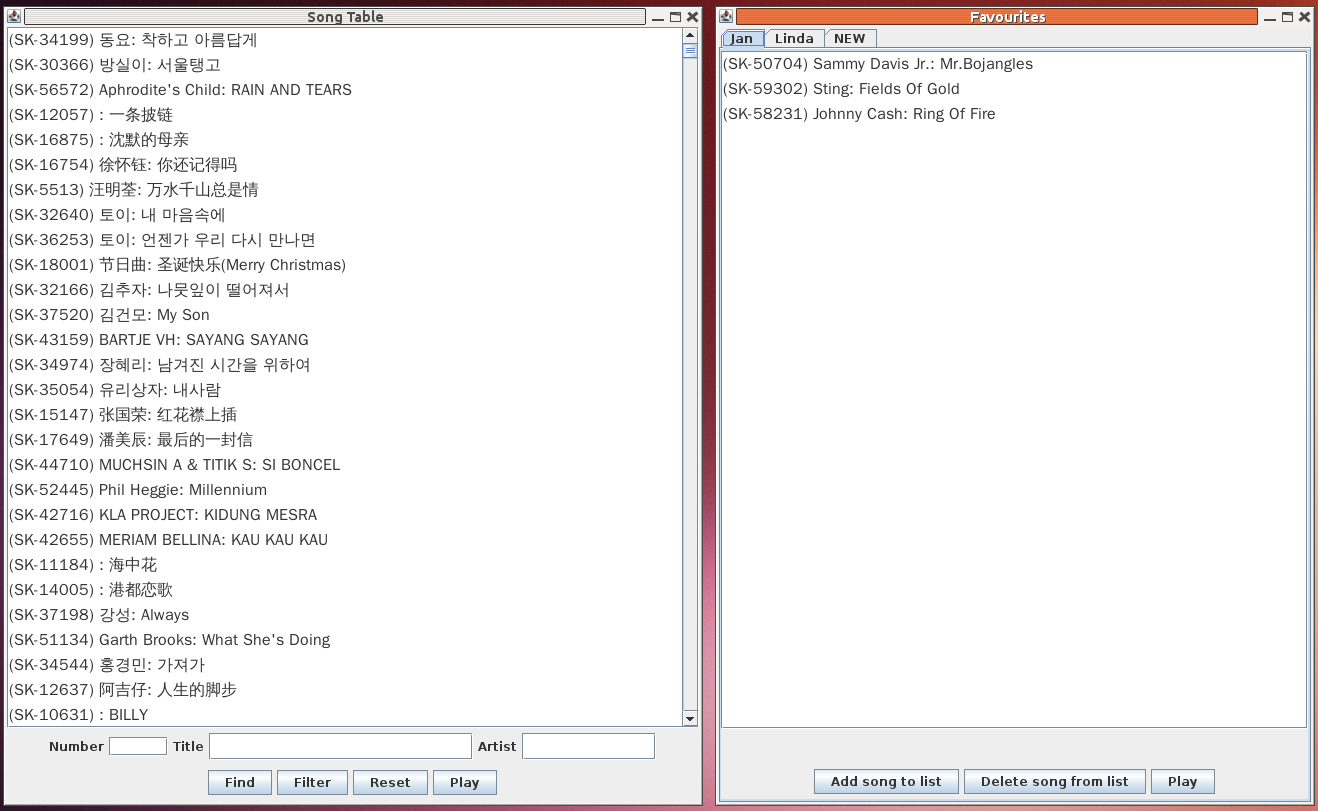 Song Table
(SK-34199) 동요: 착하고 아름답게
(SK-30366) 방실이: 서울탱고
(SK-56572) Aphrodite's Child: RAIN AND TEARS
(SK-12057) : 一条披链
(SK-16875) : 沈默的母亲
(SK-16754) 徐怀钰: 你还记得吗
(SK-5513) 汪明荃: 万水千山总是情
(SK-32640) 토이: 내 마음속에
(SK-36253) 토이: 언젠가 우리 다시 만나면
(SK-18001) 节日曲: 圣诞快乐(Merry Christmas)
(SK-32166) 김추자: 나뭇잎이 떨어져서
(SK-37520) 김건모: My Son
(SK-43159) BARTJE VH: SAYANG SAYANG
(SK-34974) 장혜리: 남겨진 시간을 위하여
(SK-35054) 유리상자: 내사람
(SK-15147) 张国荣: 红花襟上插
(SK-17649) 潘美辰: 最后的一封信
(SK-44710) MUCHSIN A & TITIK S: SI BONCEL
(SK-52445) Phil Heggie: Millennium
(SK-42716) KLA PROJECT: KIDUNG MESRA
(SK-42655) MERIAM BELLINA: KAU KAU KAU
(SK-11184) : 海中花
(SK-14005) : 港都恋歌
(SK-37198) 강성: Always
(SK-51134) Garth Brooks: What She's Doing
(SK-34544) 홍경민: 가져가
(SK-12637) 阿吉仔: 人生的脚步
(SK-10631) : BILLY
Number Title Artist
Find Filter Reset Play
Favourites
Jan Linda NEW
(SK-50704) Sammy Davis Jr.: Mr.Bojangles
(SK-59302) Sting: Fields Of Gold
(SK-58231) Johnny Cash: Ring Of Fire
Add song to list Delete song from list Play